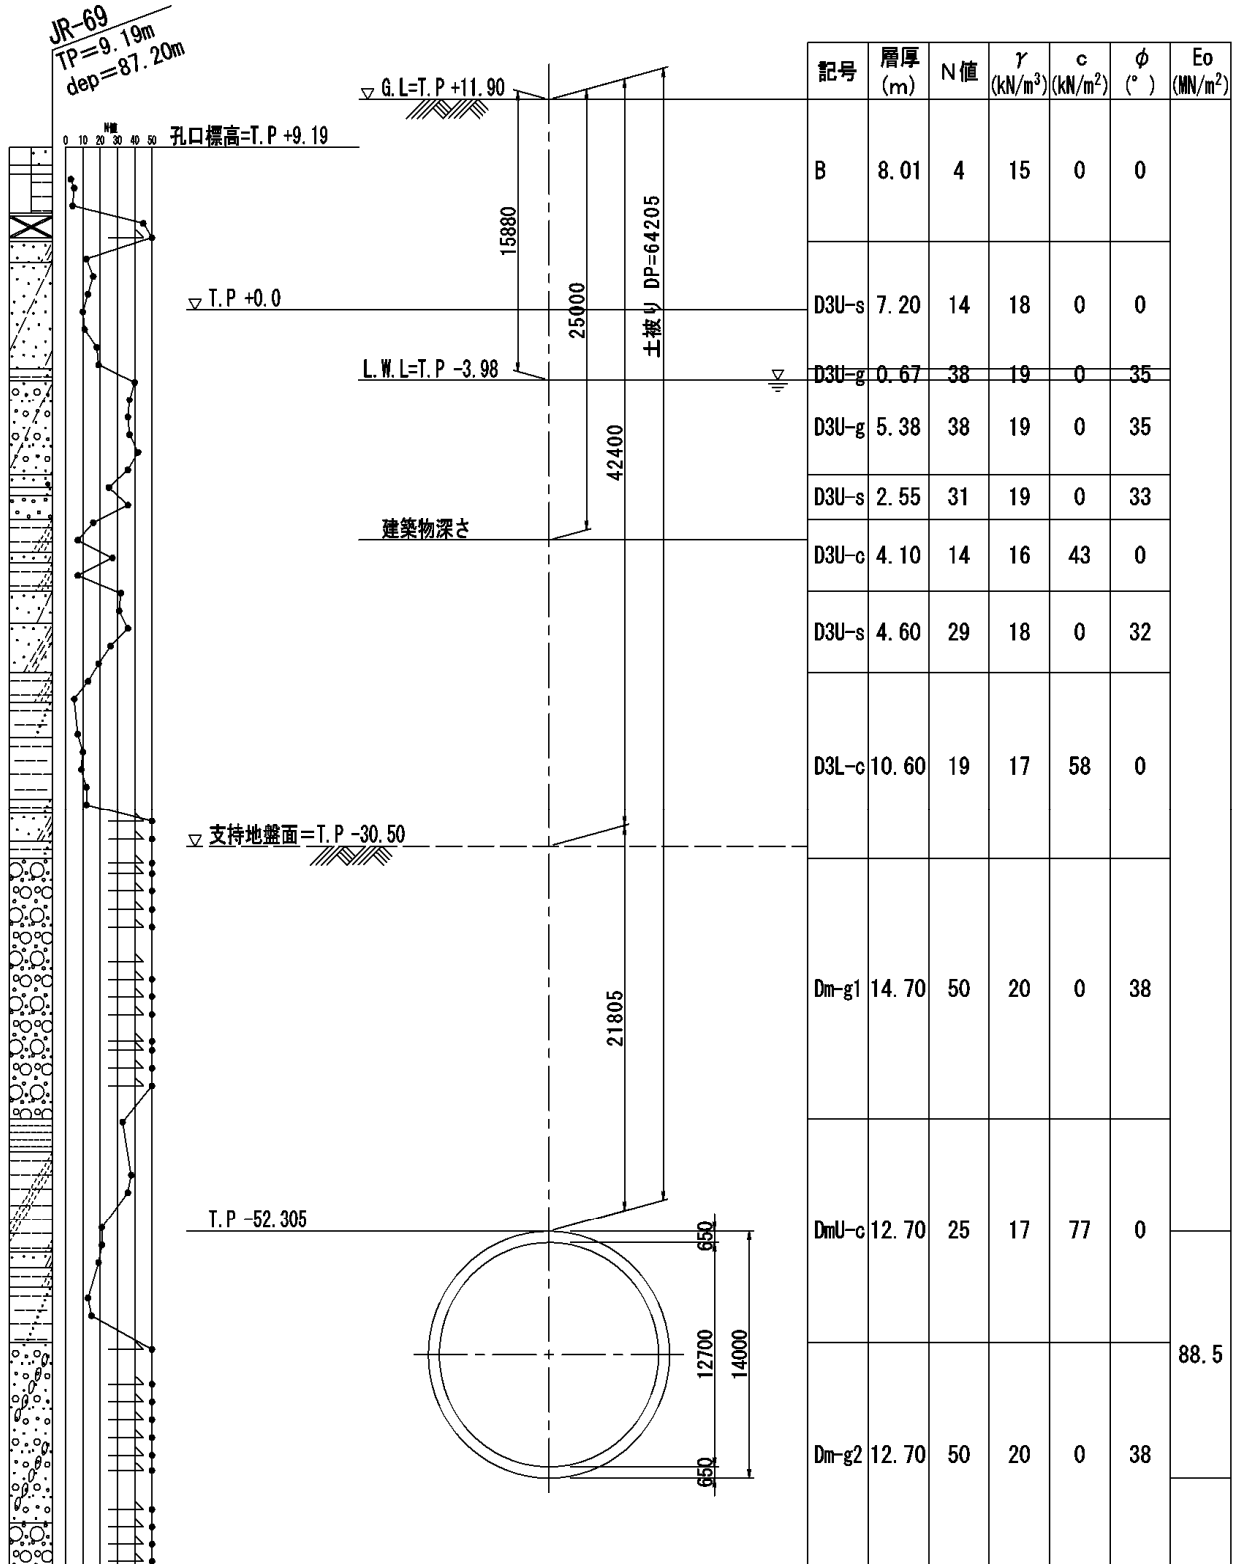 JR-69
TP=9.19m
dep=87.20m
N値
0 10 20 30 40 50
孔口標高=T.P +9.19
G.L=T.P +11.90
T.P +0.0
L.W.L=T.P -3.98
建築物深さ
支持地盤面=T.P -30.50
T.P -52.305
15880
25000
42400
土被り DP=64205
21805
650
12700
14000
650
記号 層厚(m) N値 γ(kN/m³) c(kN/m²) φ(°) Eo(MN/m²)
B 8.01 4 15 0 0
D3U-s 7.20 14 18 0 0
D3U-g 0.67 38 19 0 35
D3U-g 5.38 38 19 0 35
D3U-s 2.55 31 19 0 33
D3U-c 4.10 14 16 43 0
D3U-s 4.60 29 18 0 32
D3L-c 10.60 19 17 58 0
Dm-g1 14.70 50 20 0 38
DmU-c 12.70 25 17 77 0
88.5
Dm-g2 12.70 50 20 0 38